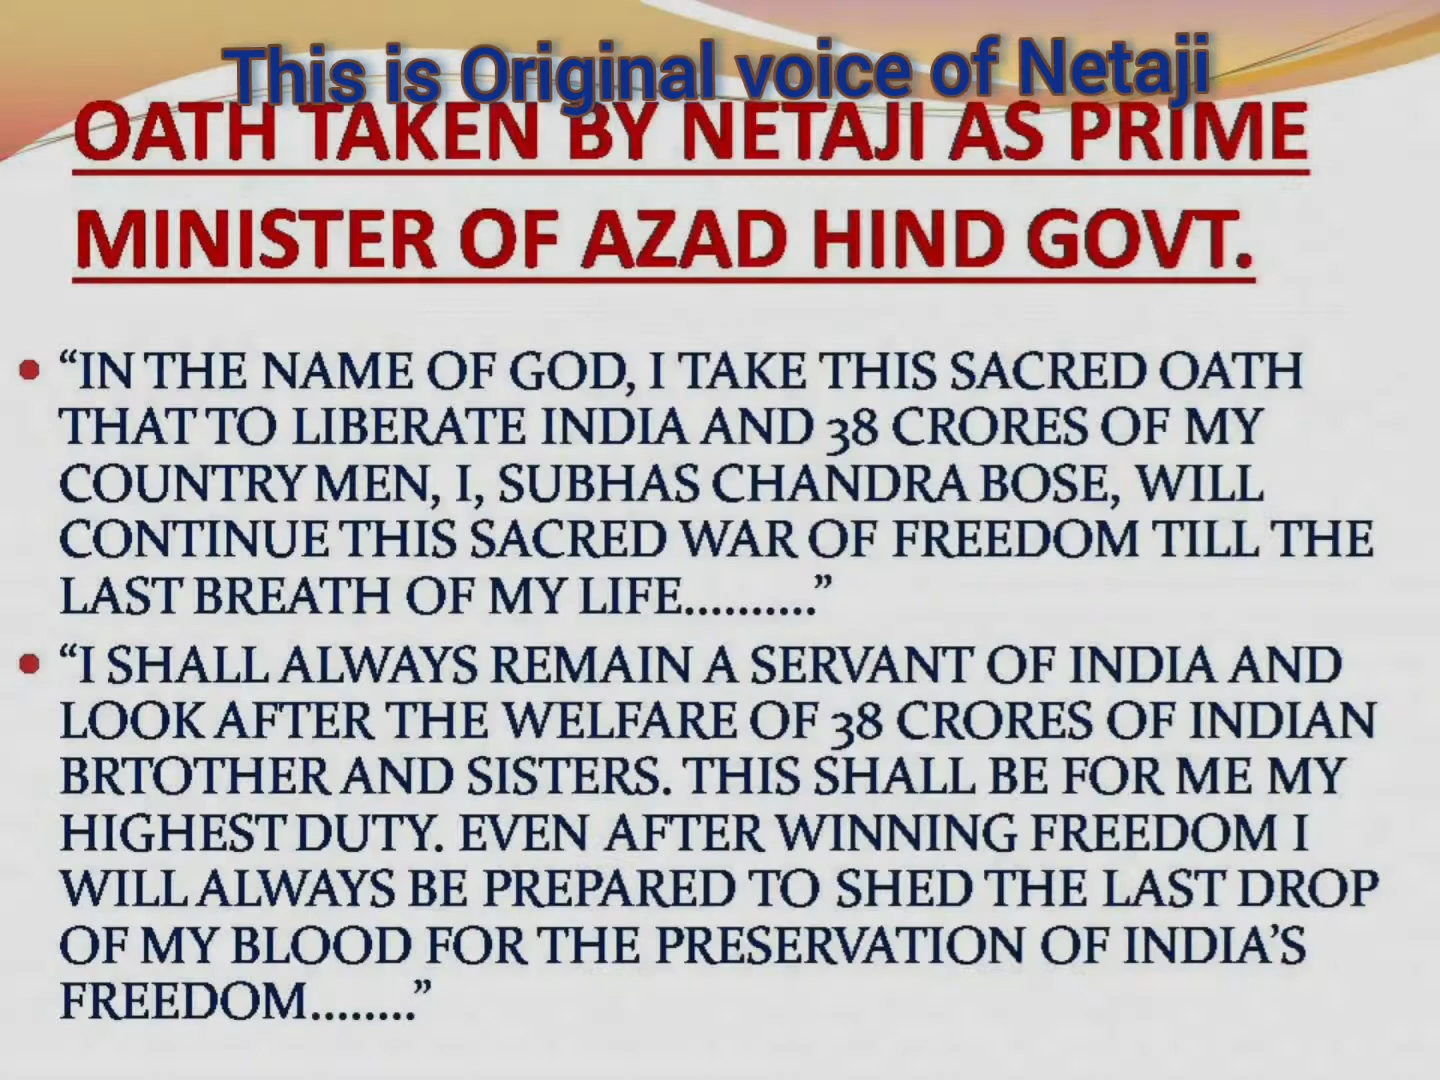 This is Original voice of Netaji
OATH TAKEN BY NETAJI AS PRIME
MINISTER OF AZAD HIND GOVT.
• “IN THE NAME OF GOD, I TAKE THIS SACRED OATH
THAT TO LIBERATE INDIA AND 38 CRORES OF MY
COUNTRY MEN, I, SUBHAS CHANDRA BOSE, WILL
CONTINUE THIS SACRED WAR OF FREEDOM TILL THE
LAST BREATH OF MY LIFE..........”
• “I SHALL ALWAYS REMAIN A SERVANT OF INDIA AND
LOOK AFTER THE WELFARE OF 38 CRORES OF INDIAN
BRTOTHER AND SISTERS. THIS SHALL BE FOR ME MY
HIGHEST DUTY. EVEN AFTER WINNING FREEDOM I
WILL ALWAYS BE PREPARED TO SHED THE LAST DROP
OF MY BLOOD FOR THE PRESERVATION OF INDIA’S
FREEDOM........”